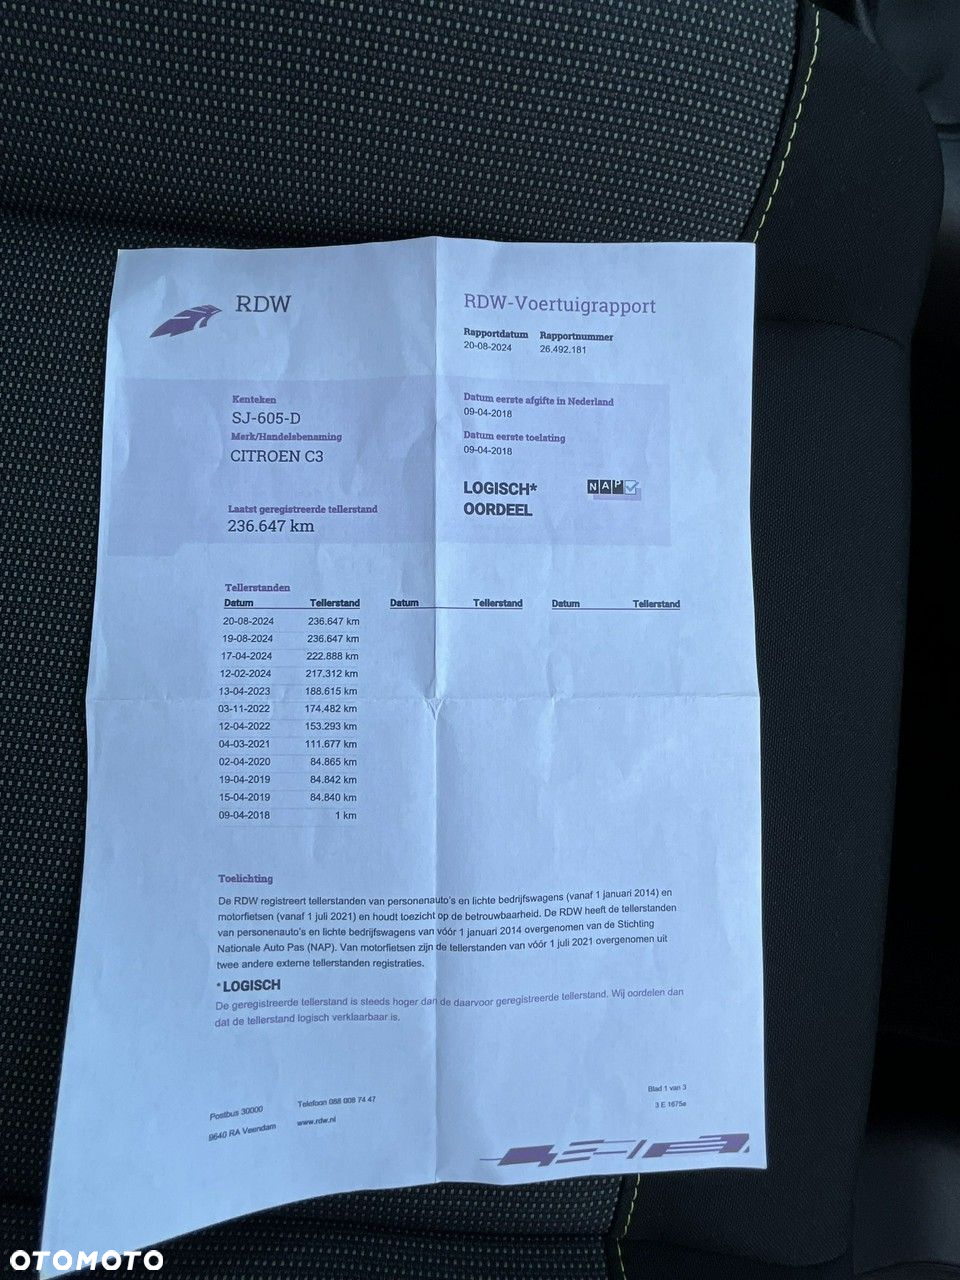 RDW
RDW-Voertuigrapport
Rapportdatum Rapportnummer
20-08-2024 26.492.181
Kenteken
SJ-605-D
Merk/Handelsbenaming
CITROEN C3
Laatst geregistreerde tellerstand
236.647 km
Datum eerste afgifte in Nederland
09-04-2018
Datum eerste toelating
09-04-2018
LOGISCH*
OORDEEL
NAP
Tellerstanden
Datum Tellerstand Datum Tellerstand Datum Tellerstand
20-08-2024 236.647 km
19-08-2024 236.647 km
17-04-2024 222.888 km
12-02-2024 217.312 km
13-04-2023 188.615 km
03-11-2022 174.482 km
12-04-2022 153.293 km
04-03-2021 111.677 km
02-04-2020 84.865 km
19-04-2019 84.842 km
15-04-2019 84.840 km
09-04-2018 1 km
Toelichting
De RDW registreert tellerstanden van personenauto's en lichte bedrijfswagens (vanaf 1 januari 2014) en
motorfietsen (vanaf 1 juli 2021) en houdt toezicht op de betrouwbaarheid. De RDW heeft de tellerstanden
van personenauto's en lichte bedrijfswagens van vóór 1 januari 2014 overgenomen van de Stichting
Nationale Auto Pas (NAP). Van motorfietsen zijn de tellerstanden van vóór 1 juli 2021 overgenomen uit
twee andere externe tellerstanden registraties.
* LOGISCH
De geregistreerde tellerstand is steeds hoger dan de daarvoor geregistreerde tellerstand. Wij oordelen dan
dat de tellerstand logisch verklaarbaar is.
Postbus 30000 Telefoon 088 008 74 47
9640 RA Veendam www.rdw.nl
Blad 1 van 3
3 E 1675e
OTOMOTO